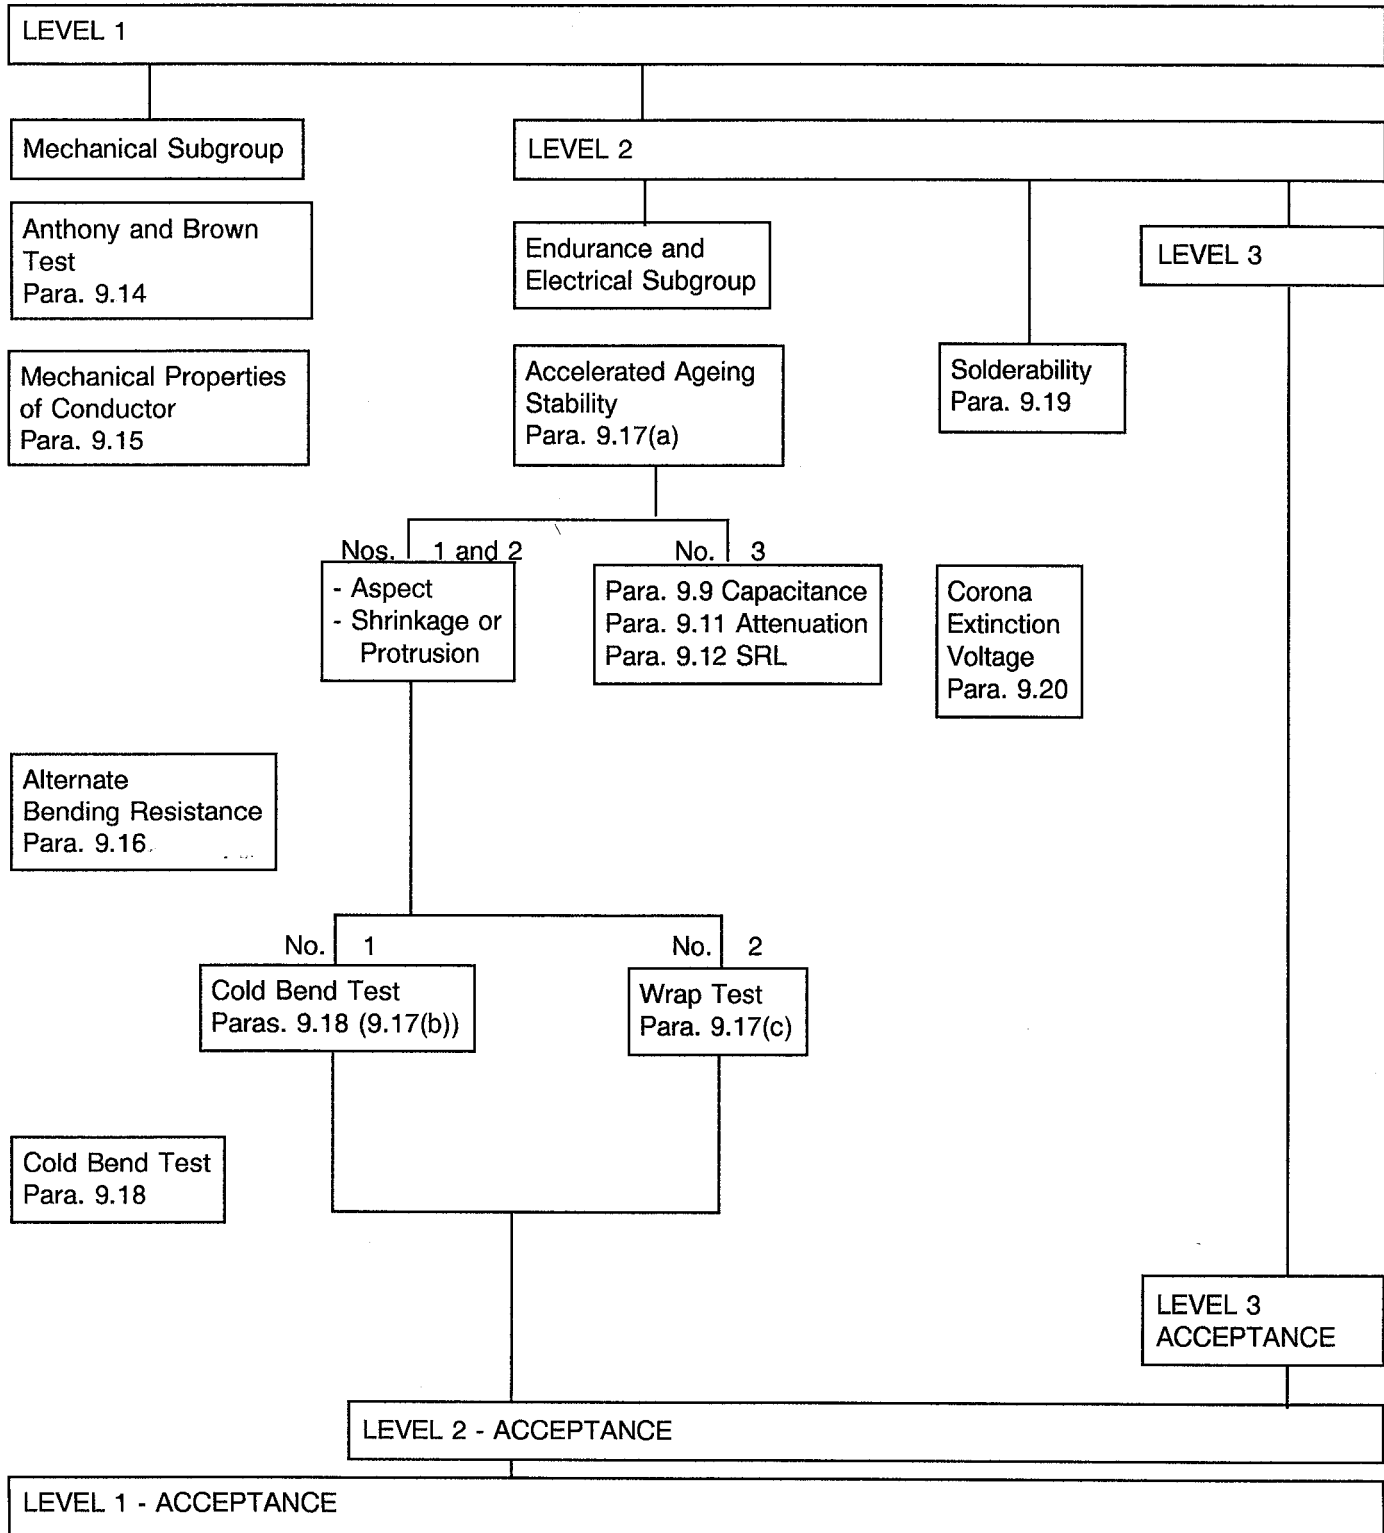 LEVEL 1
Mechanical Subgroup
LEVEL 2
Anthony and Brown
Test
Para. 9.14
Endurance and
Electrical Subgroup
LEVEL 3
Mechanical Properties
of Conductor
Para. 9.15
Accelerated Ageing
Stability
Para. 9.17(a)
Solderability
Para. 9.19
Nos. 1 and 2
No. 3
- Aspect
- Shrinkage or
Protrusion
Para. 9.9 Capacitance
Para. 9.11 Attenuation
Para. 9.12 SRL
Corona
Extinction
Voltage
Para. 9.20
Alternate
Bending Resistance
Para. 9.16
No. 1
No. 2
Cold Bend Test
Paras. 9.18 (9.17(b))
Wrap Test
Para. 9.17(c)
Cold Bend Test
Para. 9.18
LEVEL 3
ACCEPTANCE
LEVEL 2 - ACCEPTANCE
LEVEL 1 - ACCEPTANCE